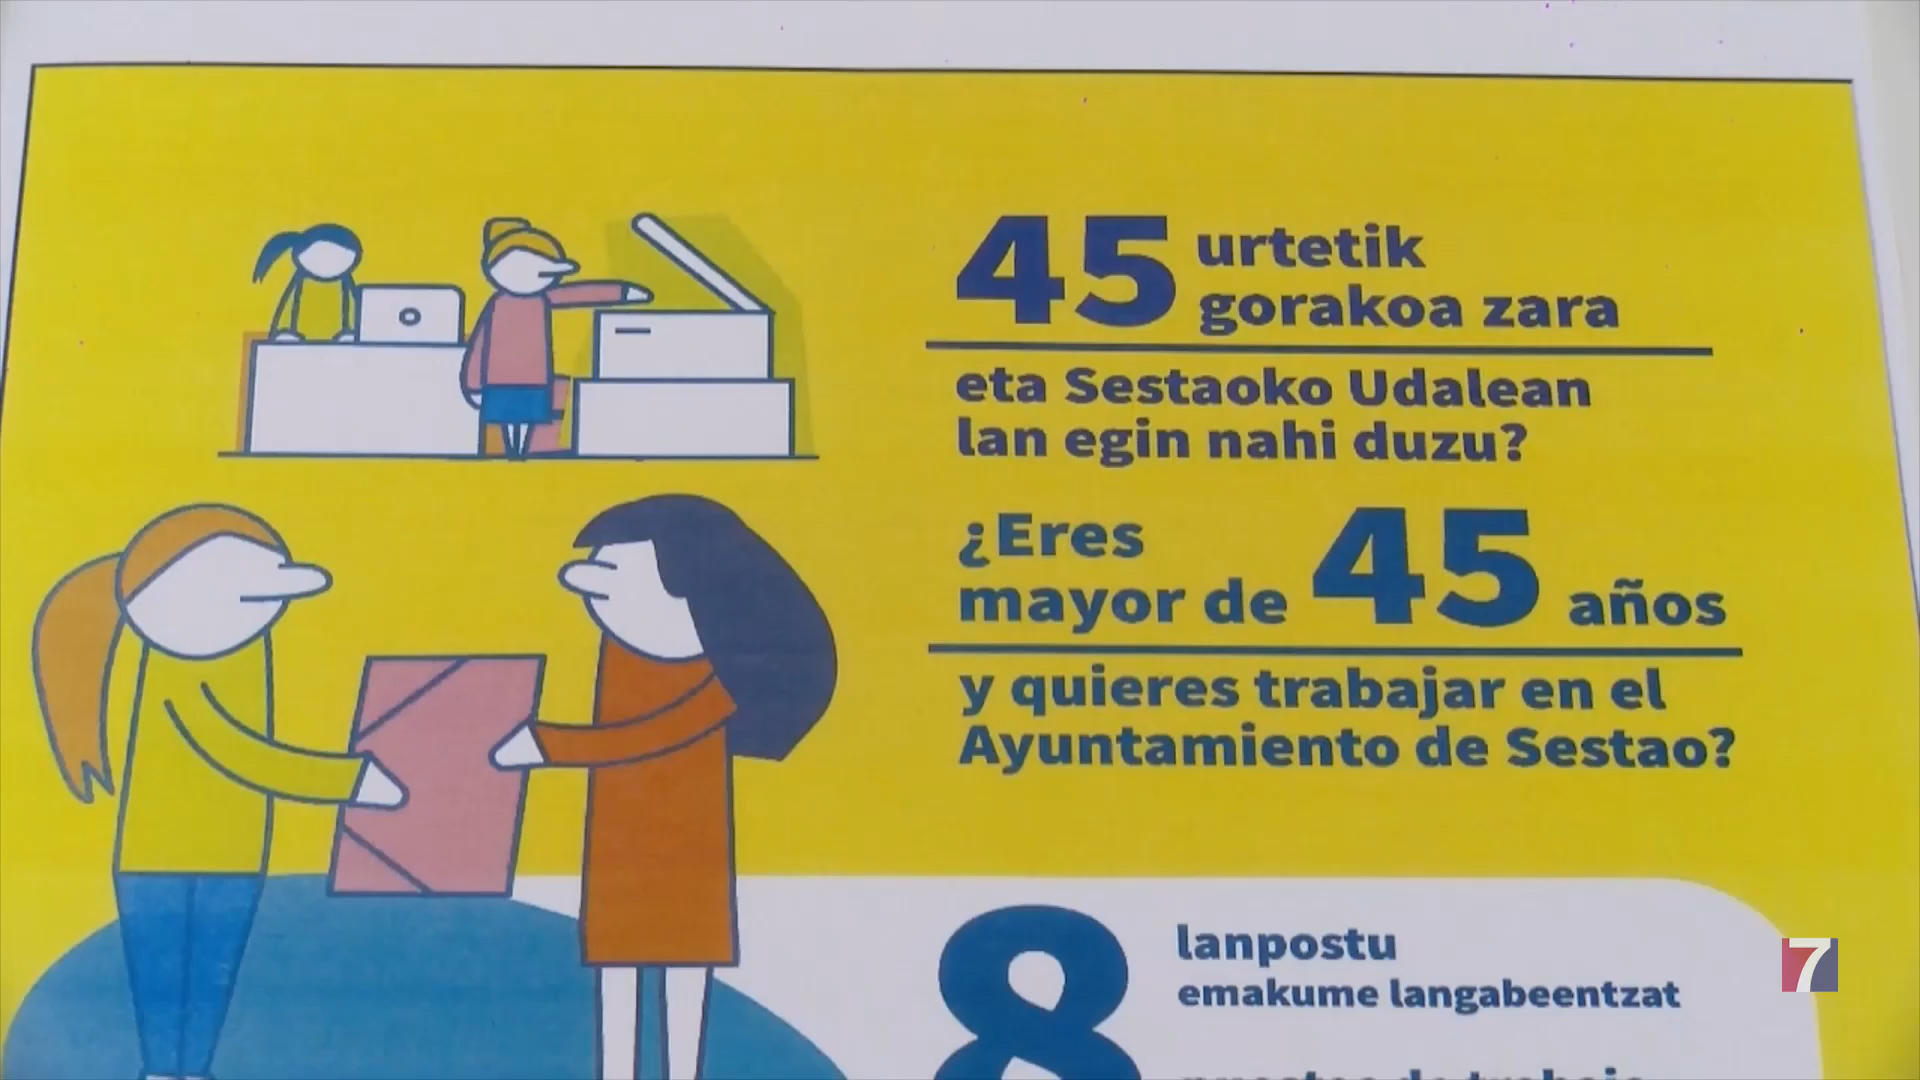 45 urtetik
gorakoa zara
eta Sestaoko Udalean
lan egin nahi duzu?
¿Eres
mayor de 45 años
y quieres trabajar en el
Ayuntamiento de Sestao?
8 lanpostu
emakume langabeentzat
7